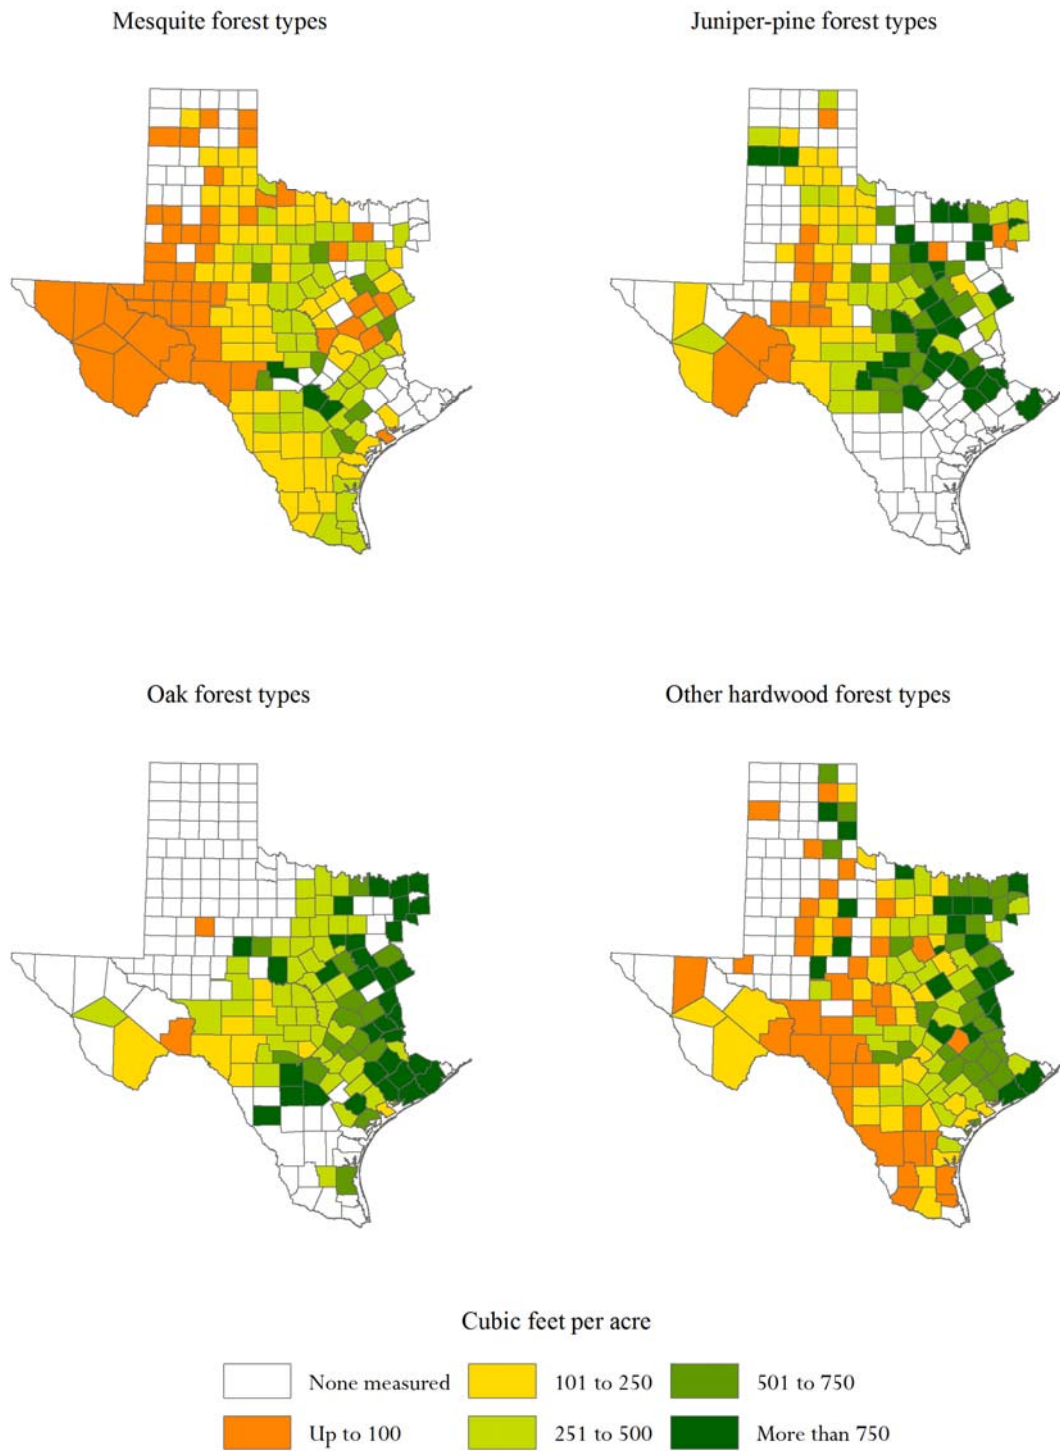 Mesquite forest types
Juniper-pine forest types
Oak forest types
Other hardwood forest types
Cubic feet per acre
None measured
101 to 250
501 to 750
Up to 100
251 to 500
More than 750